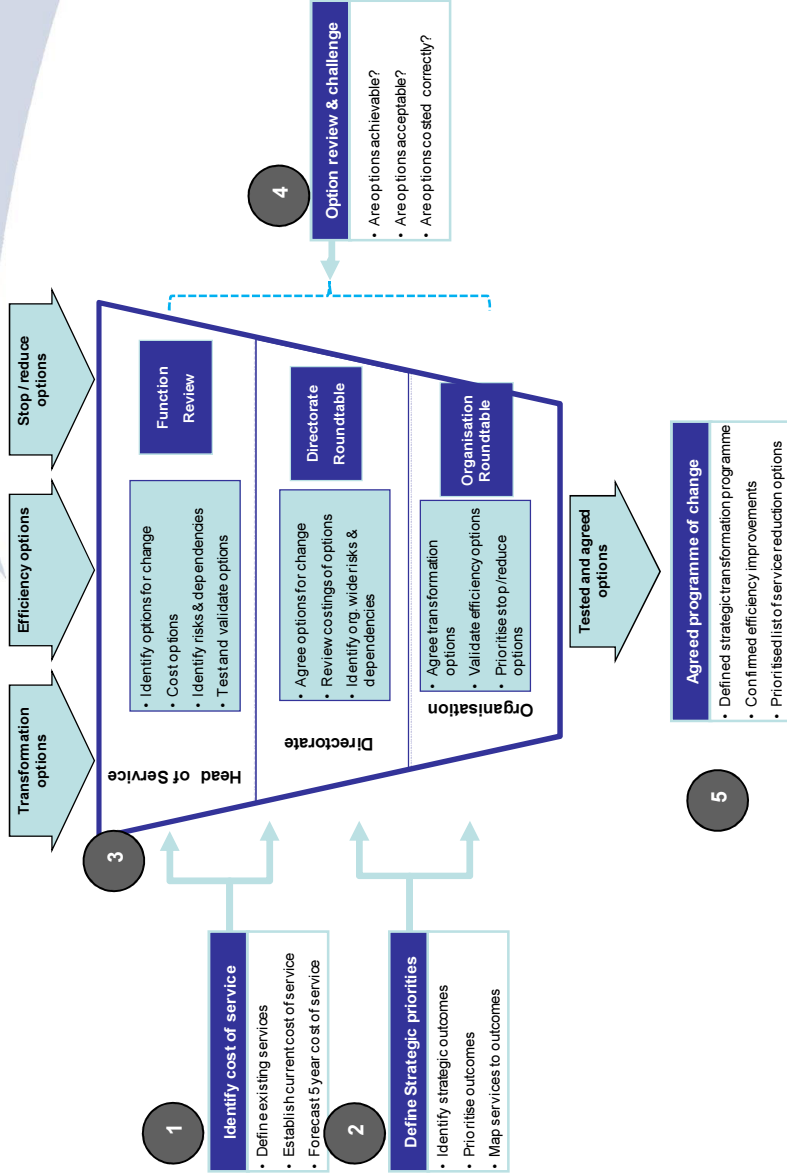 Transformation
options
Efficiency options
Stop / reduce
options
1
Identify cost of service
• Define existing services
• Establish current cost of service
• Forecast 5 year cost of service
2
Define Strategic priorities
• Identify strategic outcomes
• Prioritise outcomes
• Map services to outcomes
3
Head of Service
• Identify options for change
• Cost options
• Identify risks & dependencies
• Test and validate options
Function
Review
Directorate
• Agree options for change
• Review costings of options
• Identify org. wide risks &
dependencies
Directorate
Roundtable
Organisation
• Agree transformation
options
• Validate efficiency options
• Prioritise stop /reduce
options
Organisation
Roundtable
4
Option review & challenge
• Are options achievable?
• Are options acceptable?
• Are options costed correctly?
Tested and agreed
options
5
Agreed programme of change
• Defined strategic transformation programme
• Confirmed efficiency improvements
• Prioritised list of service reduction options